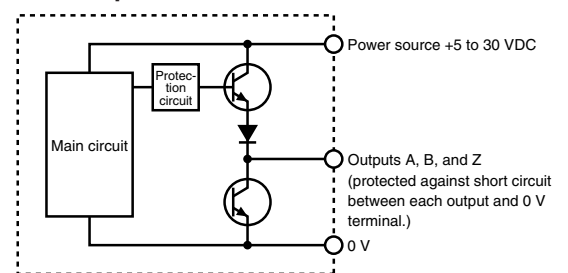 Power source +5 to 30 VDC
Protec-
tion
circuit
Main circuit
Outputs A, B, and Z
(protected against short circuit
between each output and 0 V
terminal.)
0 V